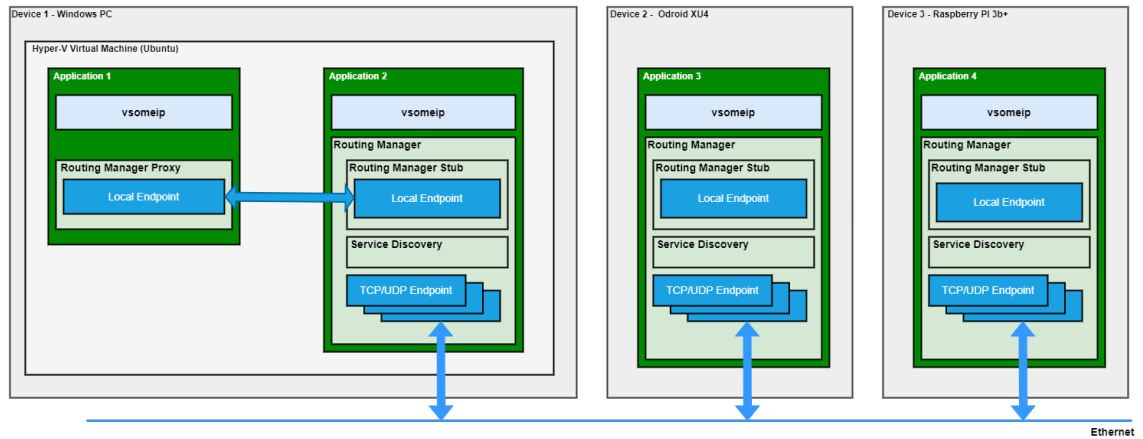 Device 1 - Windows PC
Hyper-V Virtual Machine (Ubuntu)
Application 1
vsomeip
Routing Manager Proxy
Local Endpoint
Application 2
vsomeip
Routing Manager
Routing Manager Stub
Local Endpoint
Service Discovery
TCP/UDP Endpoint
Device 2 - Odroid XU4
Application 3
vsomeip
Routing Manager
Routing Manager Stub
Local Endpoint
Service Discovery
TCP/UDP Endpoint
Device 3 - Raspberry PI 3b+
Application 4
vsomeip
Routing Manager
Routing Manager Stub
Local Endpoint
Service Discovery
TCP/UDP Endpoint
Ethernet